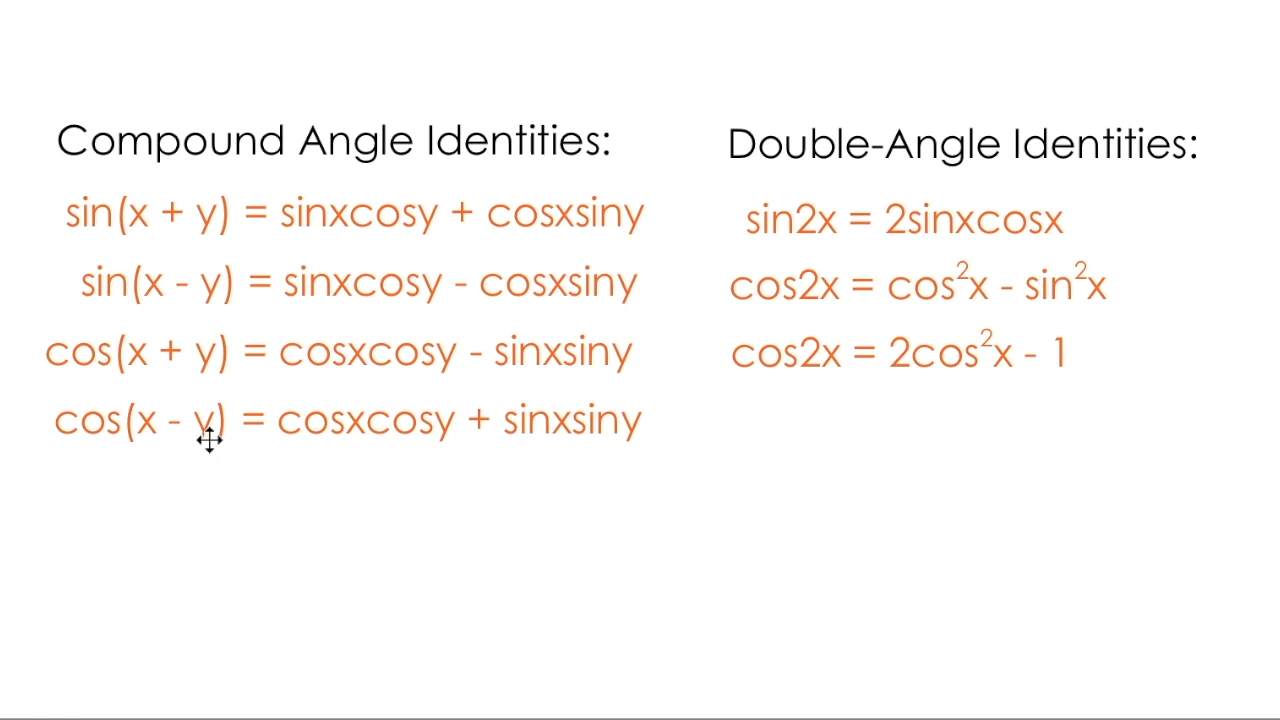 Compound Angle Identities:
sin(x + y) = sinxcosy + cosxsiny
sin(x - y) = sinxcosy - cosxsiny
cos(x + y) = cosxcosy - sinxsiny
cos(x - y) = cosxcosy + sinxsiny
Double-Angle Identities:
sin2x = 2sinxcosx
cos2x = cos²x - sin²x
cos2x = 2cos²x - 1